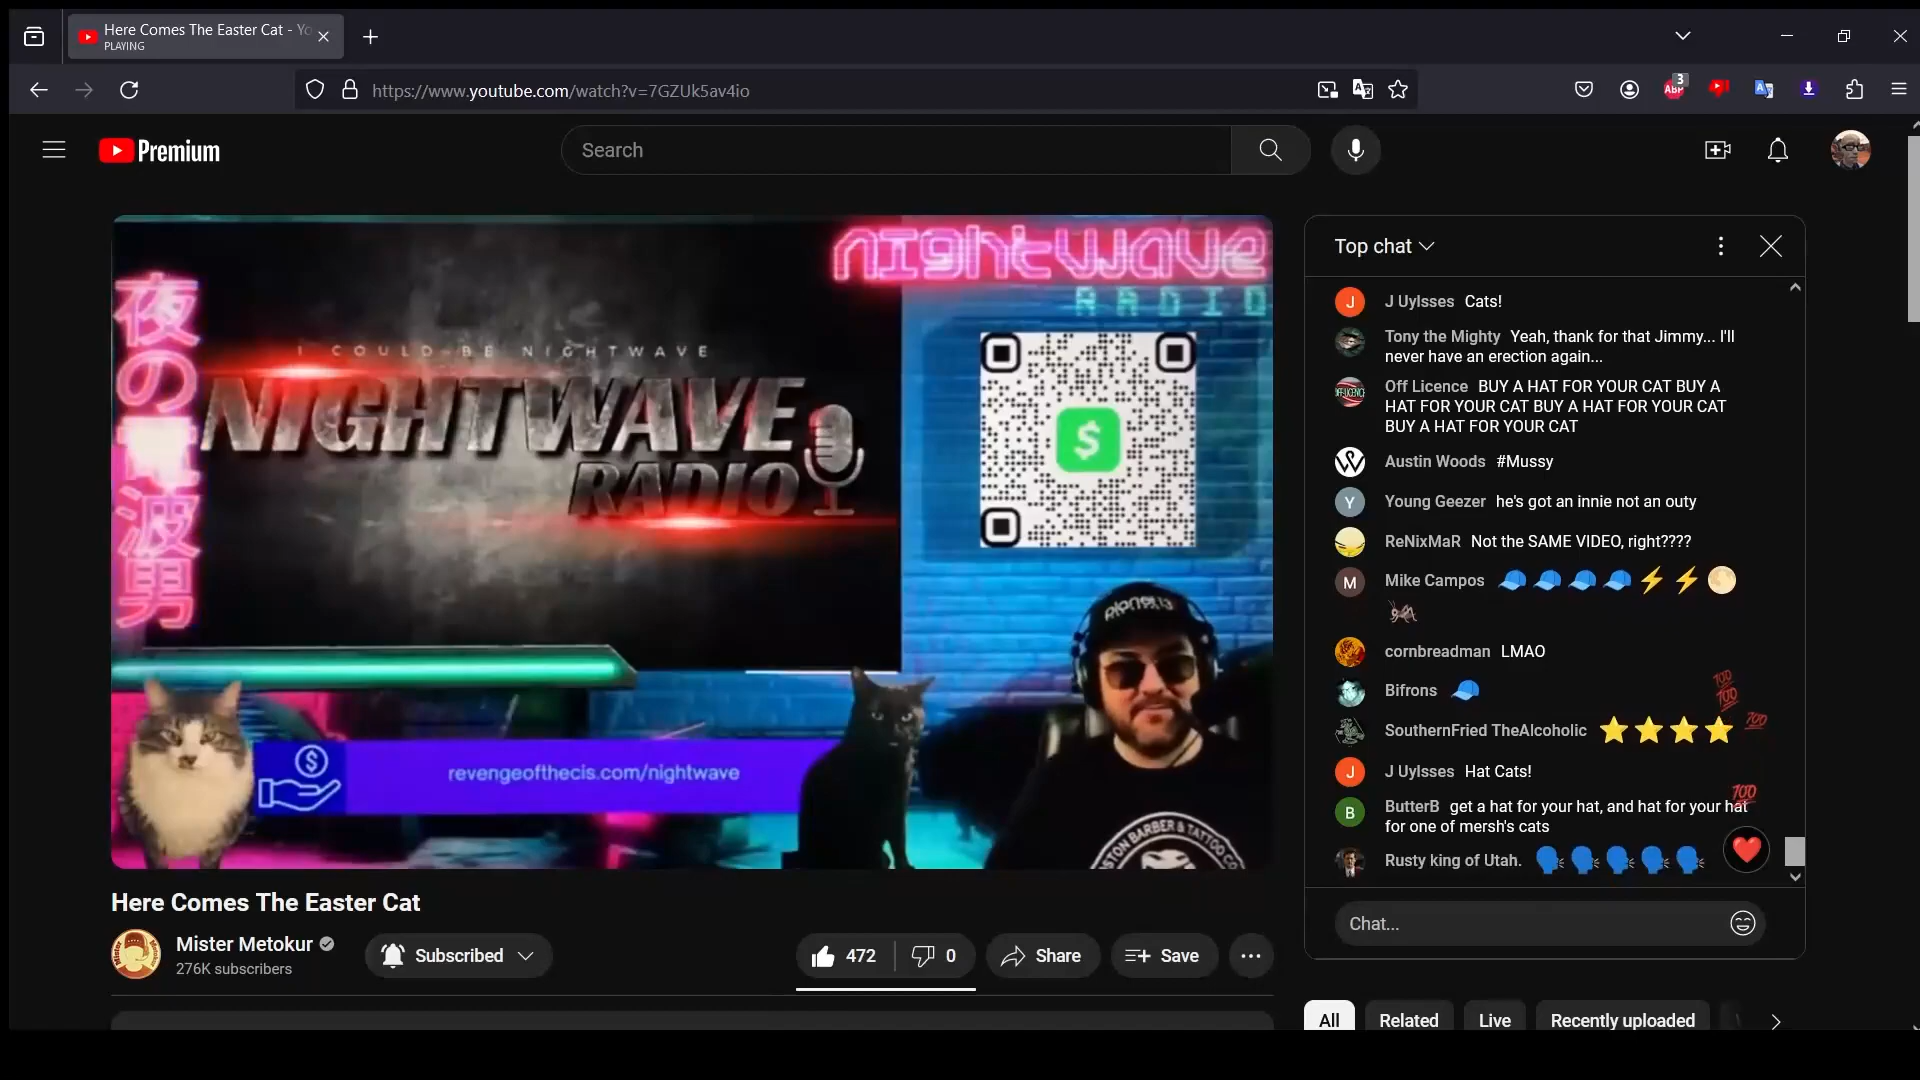 Here Comes The Easter Cat - Yo
PLAYING
https://www.youtube.com/watch?v=7GZUk5av4io
ABP
3
Premium
Search
夜の電波男
I COULD BE NIGHTWAVE
NIGHTWAVE
RADIO
nightwave
RADIO
$
planet13
revengeofthecis.com/nightwave
BARBER & TATTOO
Here Comes The Easter Cat
Mister Metokur
276K subscribers
Subscribed
472
0
Share
Save
Top chat
J Uylsses Cats!
Tony the Mighty Yeah, thank for that Jimmy... I'll
never have an erection again...
Off Licence BUY A HAT FOR YOUR CAT BUY A
HAT FOR YOUR CAT BUY A HAT FOR YOUR CAT
BUY A HAT FOR YOUR CAT
Austin Woods #Mussy
Young Geezer he's got an innie not an outy
ReNixMaR Not the SAME VIDEO, right????
Mike Campos
cornbreadman LMAO
Bifrons
SouthernFried TheAlcoholic
J Uylsses Hat Cats!
ButterB get a hat for your hat, and hat for your hat
for one of mersh's cats
Rusty king of Utah.
Chat...
All
Related
Live
Recently uploaded